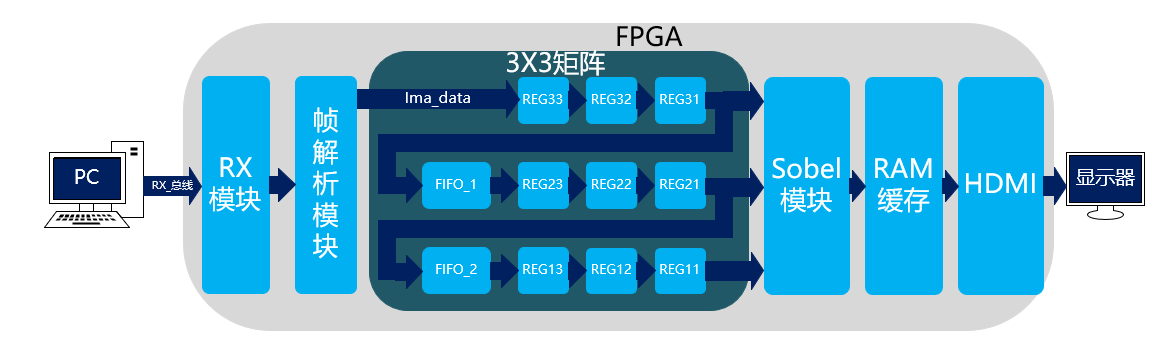 FPGA
3X3矩阵
PC
RX_总线
RX
模块
帧
解
析
模
块
Ima_data
REG33
REG32
REG31
FIFO_1
REG23
REG22
REG21
FIFO_2
REG13
REG12
REG11
Sobel
模块
RAM
缓存
HDMI
显示器